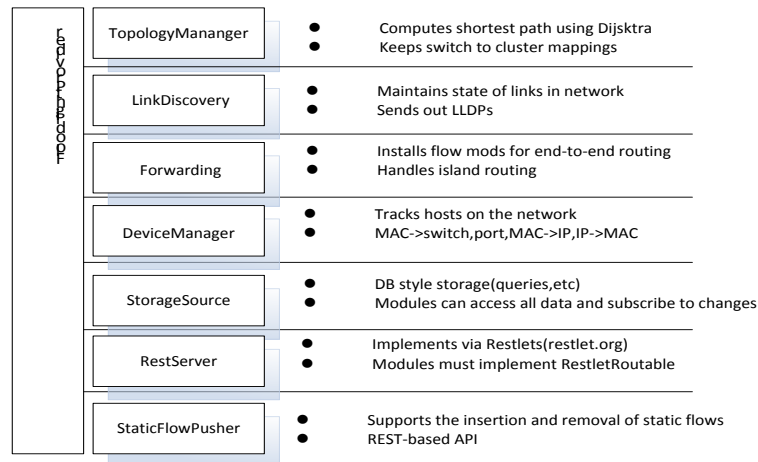 FloodlightProvider
TopologyMananger
● Computes shortest path using Dijsktra
● Keeps switch to cluster mappings
LinkDiscovery
● Maintains state of links in network
● Sends out LLDPs
Forwarding
● Installs flow mods for end-to-end routing
● Handles island routing
DeviceManager
● Tracks hosts on the network
● MAC->switch,port,MAC->IP,IP->MAC
StorageSource
● DB style storage(queries,etc)
● Modules can access all data and subscribe to changes
RestServer
● Implements via Restlets(restlet.org)
● Modules must implement RestletRoutable
StaticFlowPusher
● Supports the insertion and removal of static flows
● REST-based API